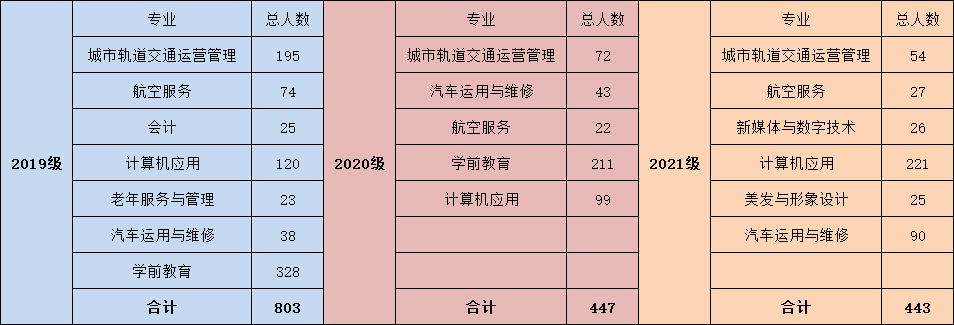 专业 总人数 专业 总人数 专业 总人数
城市轨道交通运营管理 195 城市轨道交通运营管理 72 城市轨道交通运营管理 54
航空服务 74 汽车运用与维修 43 航空服务 27
会计 25 航空服务 22 新媒体与数字技术 26
2019级 计算机应用 120 2020级 学前教育 211 2021级 计算机应用 221
老年服务与管理 23 计算机应用 99 美发与形象设计 25
汽车运用与维修 38 汽车运用与维修 90
学前教育 328
合计 803 合计 447 合计 443